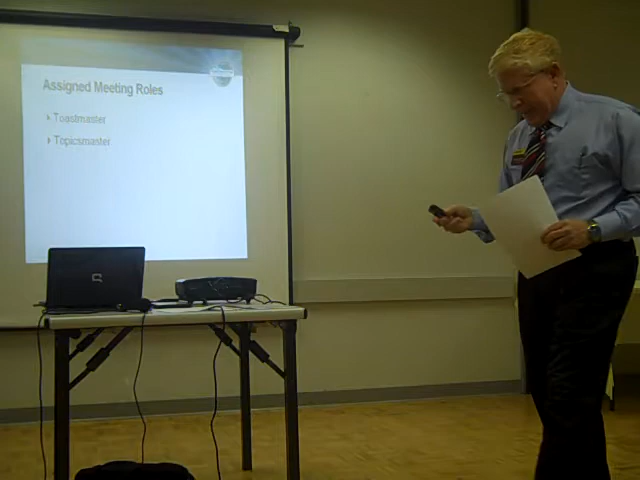 Assigned Meeting Roles
Toastmaster
Topicsmaster